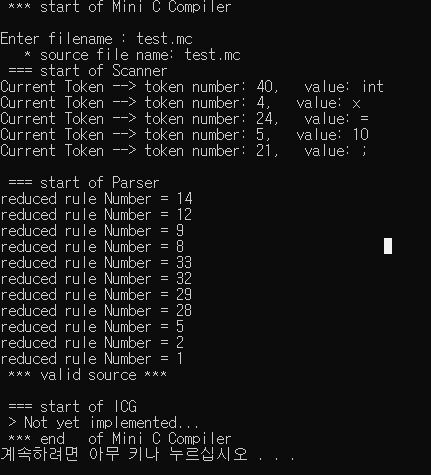 *** start of Mini C Compiler
Enter filename : test.mc
* source file name: test.mc
=== start of Scanner
Current Token --> token number: 40,   value: int
Current Token --> token number: 4,   value: x
Current Token --> token number: 24,   value: =
Current Token --> token number: 5,   value: 10
Current Token --> token number: 21,   value: ;
=== start of Parser
reduced rule Number = 14
reduced rule Number = 12
reduced rule Number = 9
reduced rule Number = 8
reduced rule Number = 33
reduced rule Number = 32
reduced rule Number = 29
reduced rule Number = 28
reduced rule Number = 5
reduced rule Number = 2
reduced rule Number = 1
*** valid source ***
=== start of ICG
> Not yet implemented...
*** end   of Mini C Compiler
계속하려면 아무 키나 누르십시오 . . .